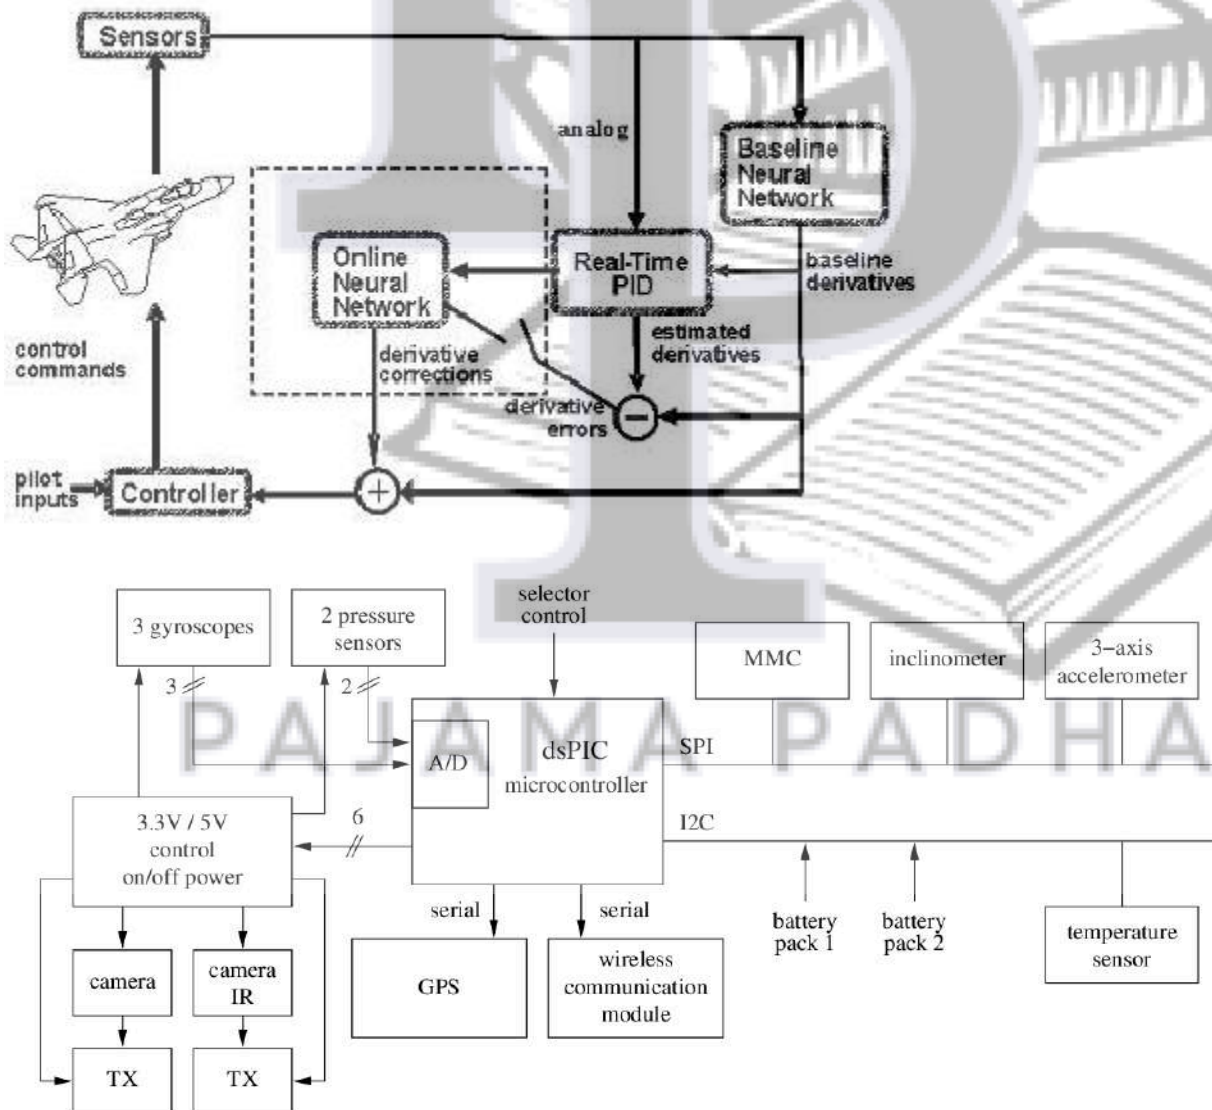 Sensors
analog
Baseline
Neural
Network
Online
Neural
Network
Real-Time
PID
baseline
derivatives
estimated
derivatives
control
commands
derivative
corrections
derivative
errors
−
pilot
inputs
Controller
+
3 gyroscopes
2 pressure
sensors
selector
control
MMC
inclinometer
3−axis
accelerometer
3
2
PAJAMA PADHA
A/D
dsPIC
microcontroller
SPI
3.3V / 5V
control
on/off power
6
I2C
serial
serial
battery
pack 1
battery
pack 2
temperature
sensor
camera
camera
IR
GPS
wireless
communication
module
TX
TX